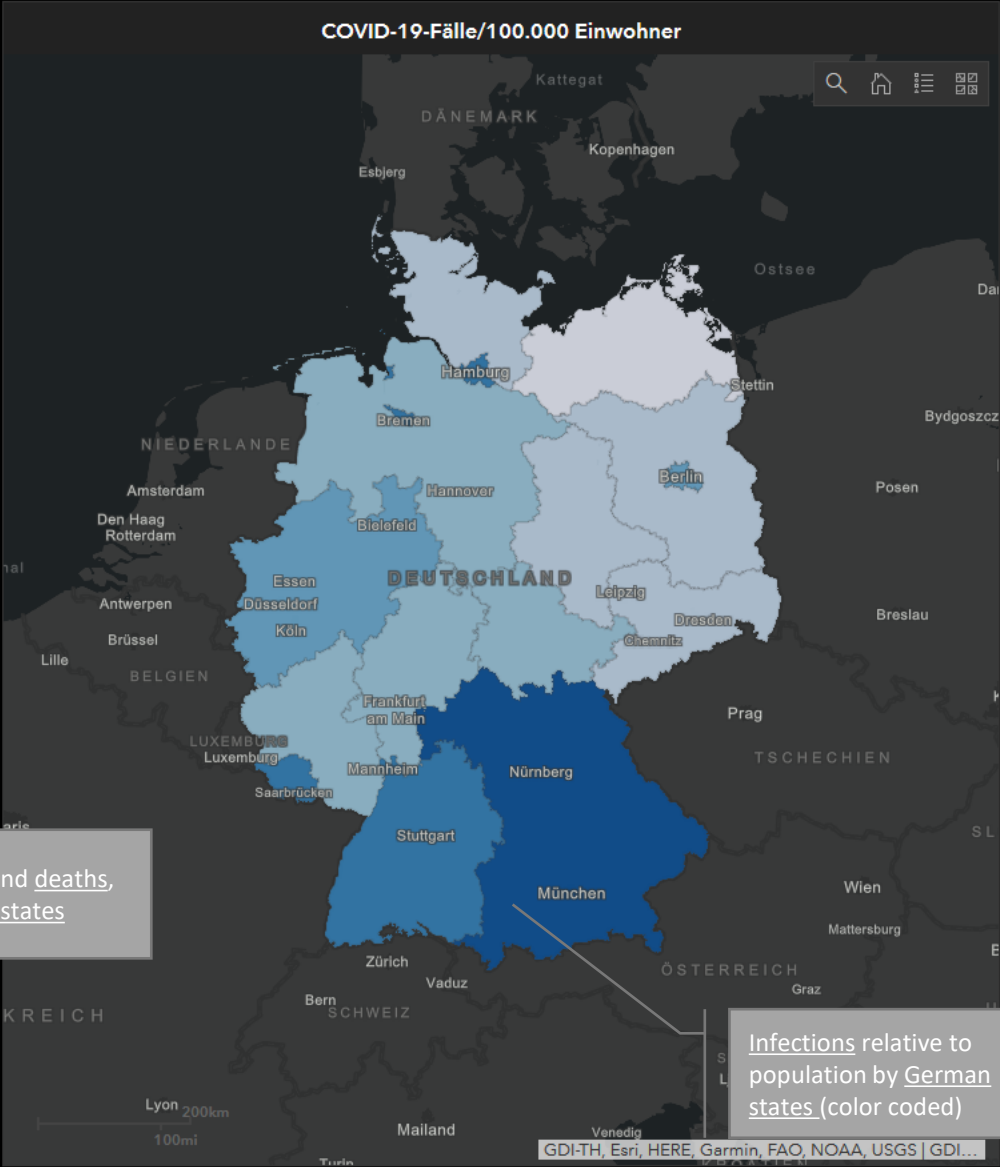 COVID-19-Fälle/100.000 Einwohner
Kattegat
DÄNEMARK
Kopenhagen
Esbjerg
Ostsee
Hamburg
Stettin
Bremen
Bydgoszcz
NIEDERLANDE
Berlin
Amsterdam
Hannover
Posen
Den Haag
Rotterdam
Bielefeld
DEUTSCHLAND
Essen
Leipzig
Antwerpen
Düsseldorf
Breslau
Dresden
Köln
Brüssel
Chemnitz
Lille
BELGIEN
Frankfurt
am Main
Prag
LUXEMBURG
Luxemburg
TSCHECHIEN
Mannheim
Nürnberg
Saarbrücken
Stuttgart
nd deaths,
states
München
Wien
Mattersburg
Zürich
ÖSTERREICH
Vaduz
Graz
Bern
SCHWEIZ
KREICH
Infections relative to
population by German
states (color coded)
Lyon
200km
100mi
Mailand
Venedig
GDI-TH, Esri, HERE, Garmin, FAO, NOAA, USGS | GDI...
KROATIEN
Turin